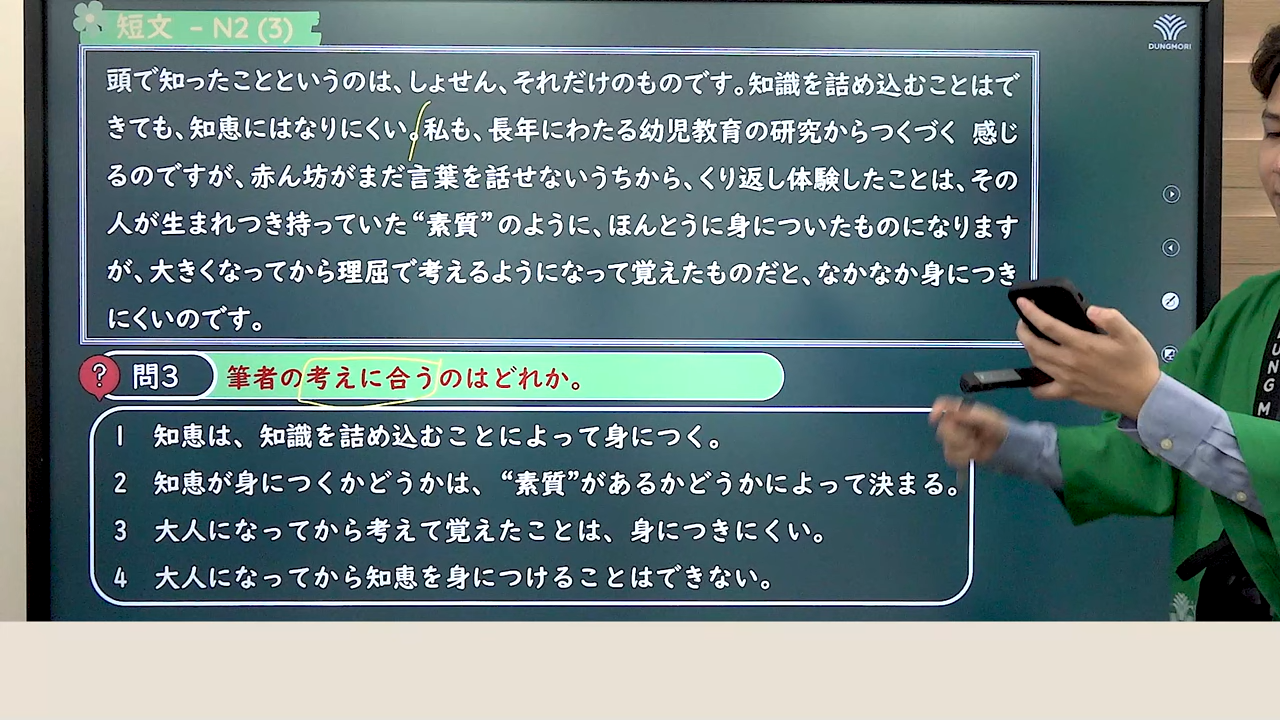 短文 - N2 (3)
DUNGMORI
頭で知ったことというのは、しょせん、それだけのものです。知識を詰め込むことはで
きても、知恵にはなりにくい。私も、長年にわたる幼児教育の研究からつくづく 感じ
るのですが、赤ん坊がまだ言葉を話せないうちから、くり返し体験したことは、その
人が生まれつき持っていた“素質”のように、ほんとうに身についたものになります
が、大きくなってから理屈で考えるようになって覚えたものだと、なかなか身につき
にくいのです。
? 問3 筆者の考えに合うのはどれか。
1 知恵は、知識を詰め込むことによって身につく。
2 知恵が身につくかどうかは、“素質”があるかどうかによって決まる。
3 大人になってから考えて覚えたことは、身につきにくい。
4 大人になってから知恵を身につけることはできない。
UNG M